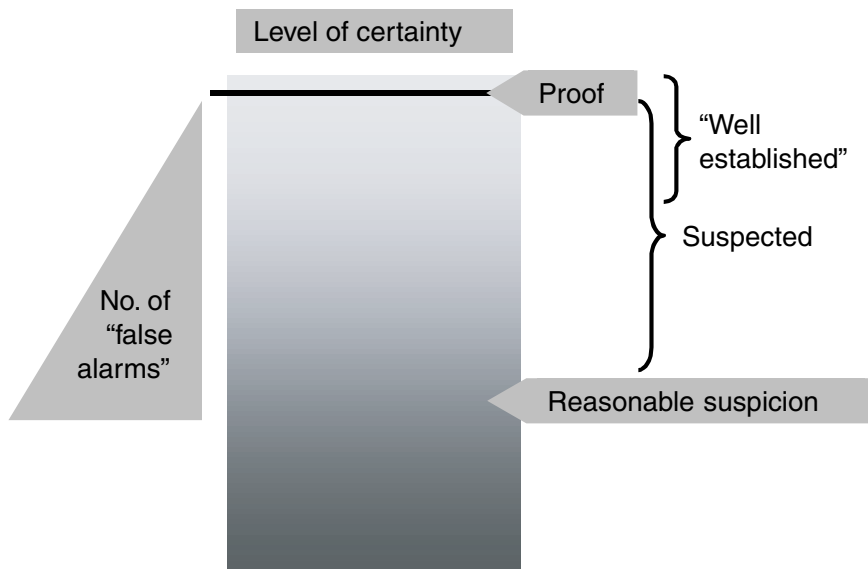 Level of certainty
Proof
“Well
established”
Suspected
No. of
“false
alarms”
Reasonable suspicion